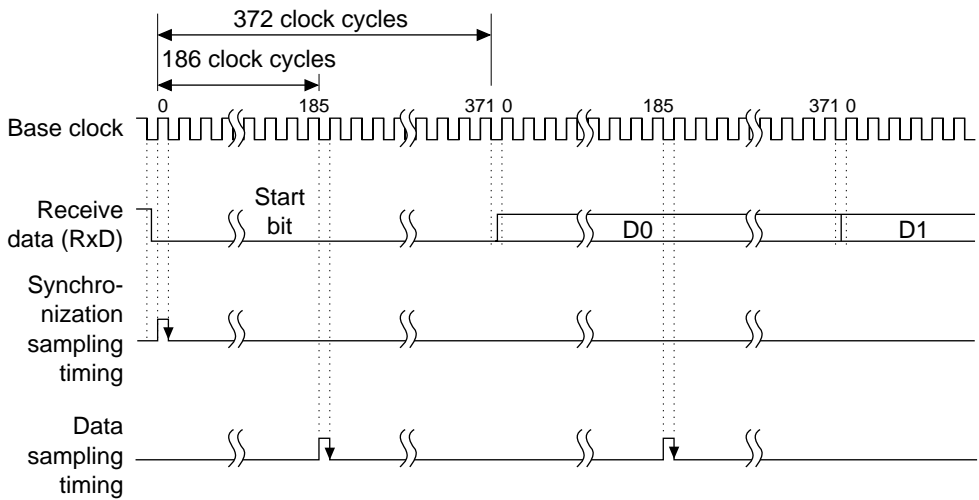 372 clock cycles
186 clock cycles
0 185 371 0 185 371 0
Base clock
Receive
data (RxD)
Start
bit
D0
D1
Synchro-
nization
sampling
timing
Data
sampling
timing